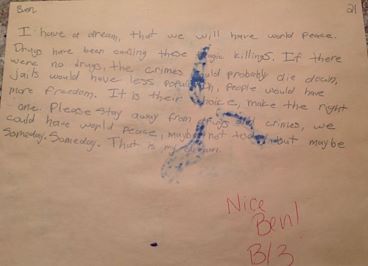 Ben
21
I have a dream, that we will have world peace.
Drugs have been causing these killings. If there
were no drugs, the crimes would probably die down,
jails would have less people would have
more freedom. It is their choice, make the right
one. Please stay away from drugs crimes, we
could have world peace, maybe not today but maybe
Someday. Someday. That is my dream.
Nice
Ben!
B/3